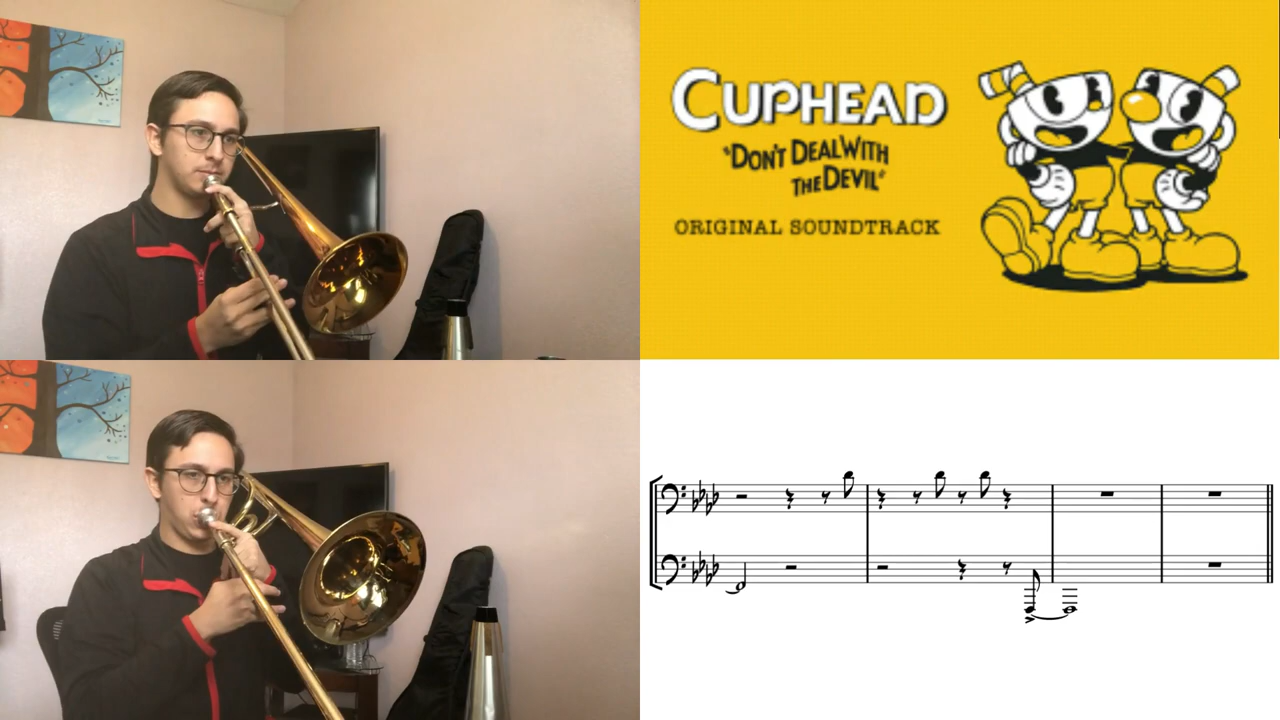 CUPHEAD
"DON'T DEAL WITH
THE DEVIL"
ORIGINAL SOUNDTRACK